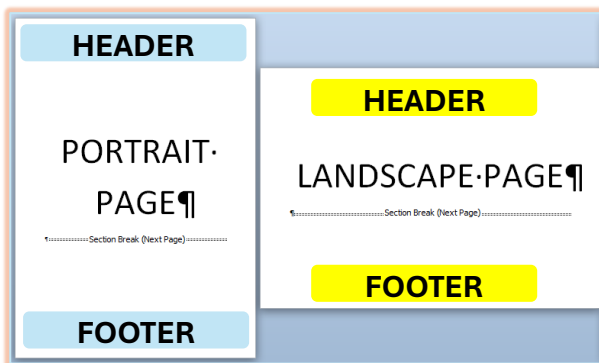 HEADER
PORTRAIT·
PAGE¶
¶::::::::::::::Section Break (Next Page)::::::::::::::
FOOTER
HEADER
LANDSCAPE·PAGE¶
¶::::::::::::::::::::::::::::::Section Break (Next Page)::::::::::::::::::::::::::::::
FOOTER